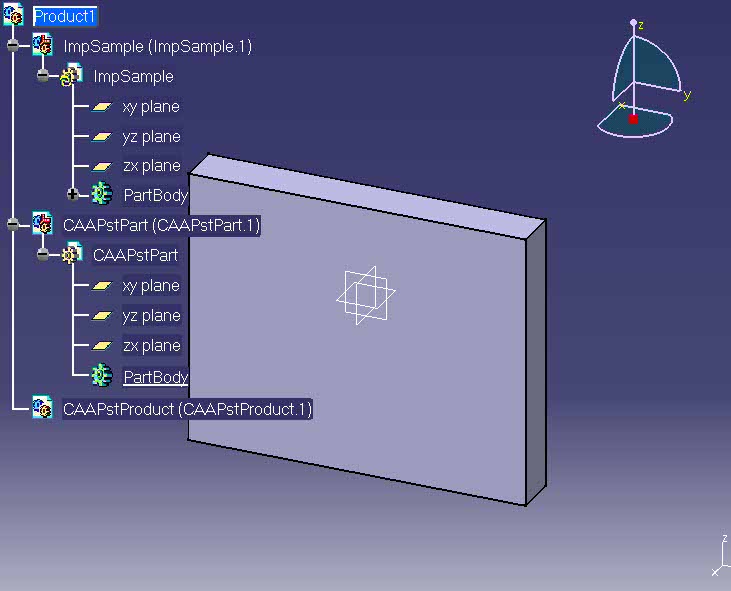 Product1
ImpSample (ImpSample.1)
ImpSample
xy plane
yz plane
zx plane
PartBody
CAAPstPart (CAAPstPart.1)
CAAPstPart
xy plane
yz plane
zx plane
PartBody
CAAPstProduct (CAAPstProduct.1)
z
y
x
z
x